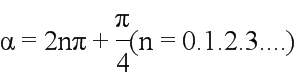 α = 2nπ + π/4 (n = 0.1.2.3....)